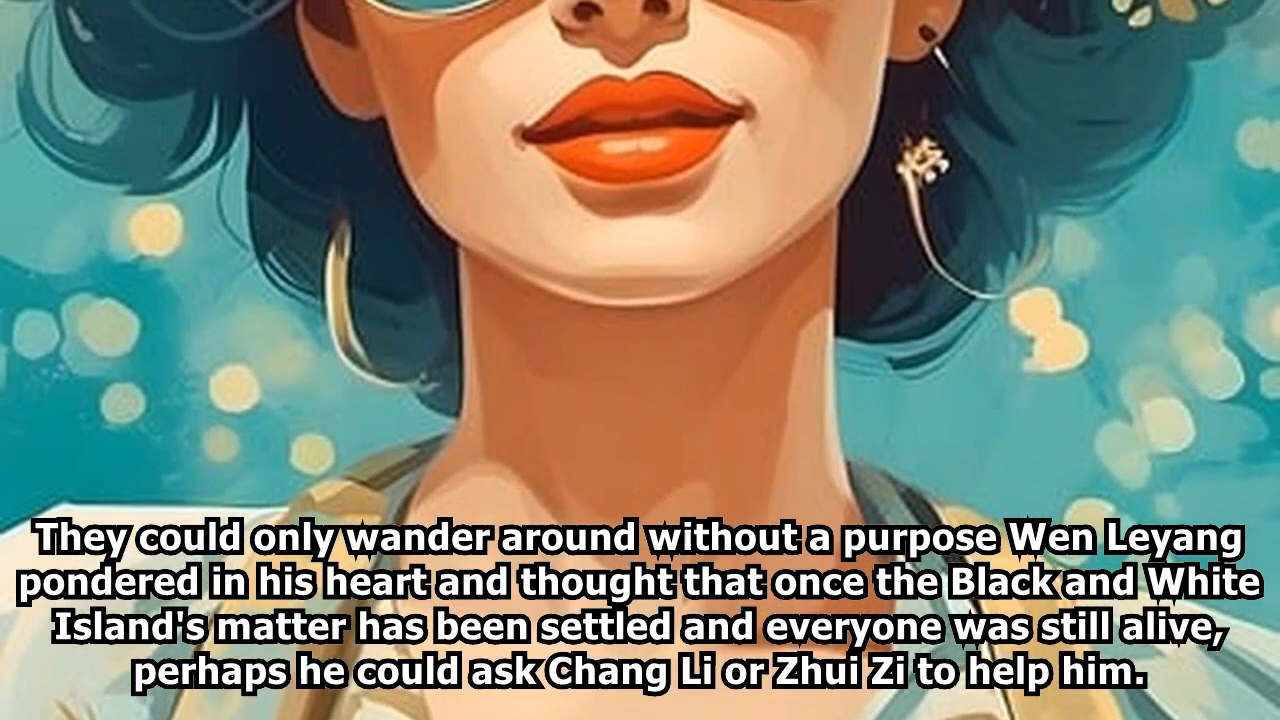 They could only wander around without a purpose Wen Leyang
pondered in his heart and thought that once the Black and White
Island's matter has been settled and everyone was still alive,
perhaps he could ask Chang Li or Zhui Zi to help him.